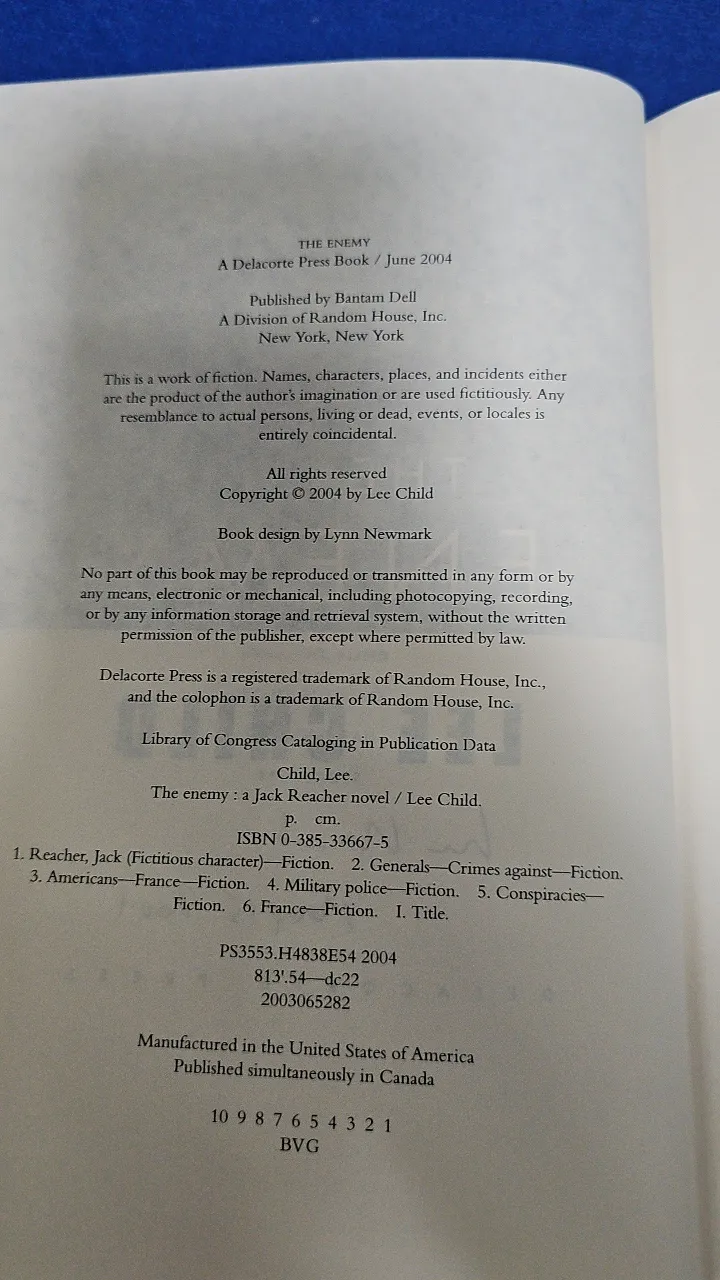 THE ENEMY
A Delacorte Press Book / June 2004
Published by Bantam Dell
A Division of Random House, Inc.
New York, New York
This is a work of fiction. Names, characters, places, and incidents either
are the product of the author's imagination or are used fictitiously. Any
resemblance to actual persons, living or dead, events, or locales is
entirely coincidental.
All rights reserved
Copyright © 2004 by Lee Child
Book design by Lynn Newmark
No part of this book may be reproduced or transmitted in any form or by
any means, electronic or mechanical, including photocopying, recording,
or by any information storage and retrieval system, without the written
permission of the publisher, except where permitted by law.
Delacorte Press is a registered trademark of Random House, Inc.,
and the colophon is a trademark of Random House, Inc.
Library of Congress Cataloging in Publication Data
Child, Lee.
The enemy : a Jack Reacher novel / Lee Child.
p. cm.
ISBN 0-385-33667-5
1. Reacher, Jack (Fictitious character)—Fiction. 2. Generals—Crimes against—Fiction.
3. Americans—France—Fiction. 4. Military police—Fiction. 5. Conspiracies—
Fiction. 6. France—Fiction. I. Title.
PS3553.H4838E54 2004
813'.54—dc22
2003065282
Manufactured in the United States of America
Published simultaneously in Canada
10 9 8 7 6 5 4 3 2 1
BVG